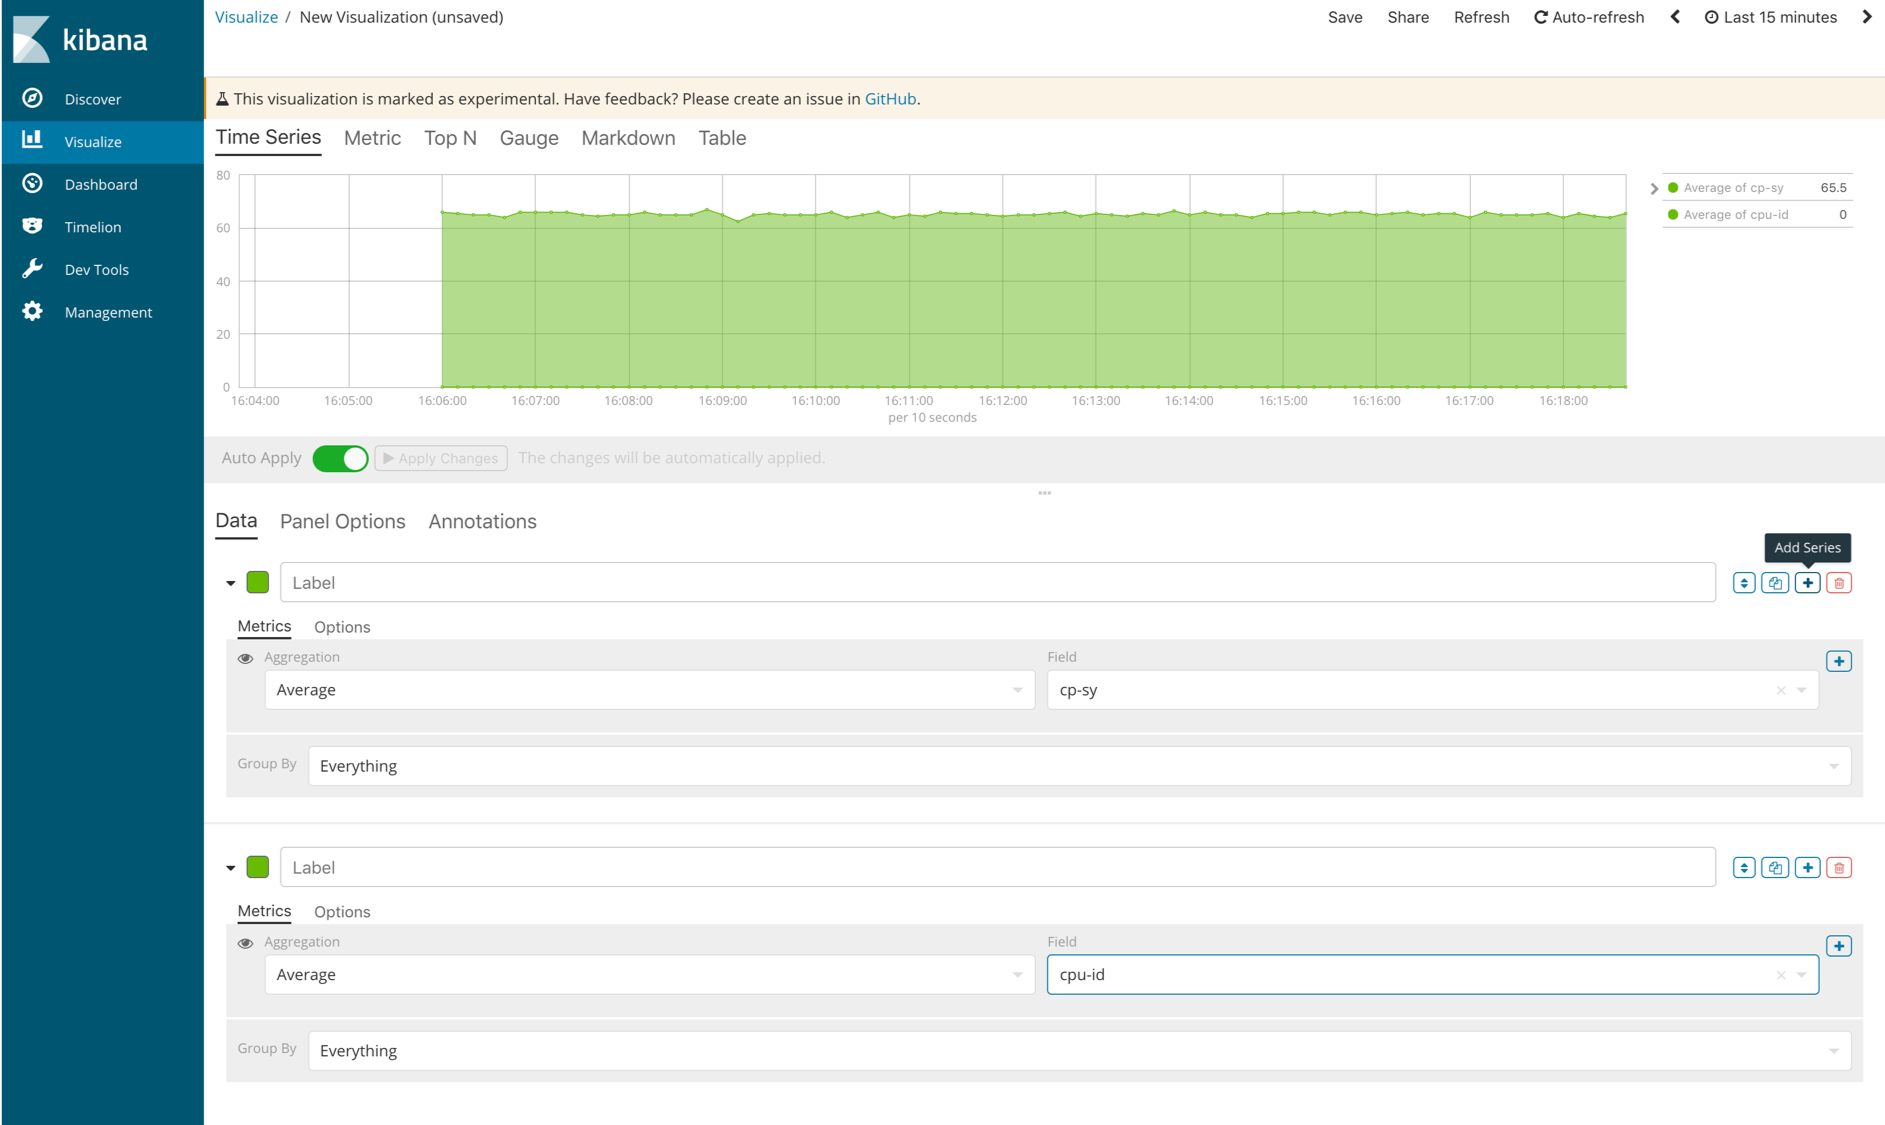 kibana
Discover
Visualize
Dashboard
Timelion
Dev Tools
Management
Visualize / New Visualization (unsaved)
Save Share Refresh Auto-refresh Last 15 minutes
This visualization is marked as experimental. Have feedback? Please create an issue in GitHub.
Time Series Metric Top N Gauge Markdown Table
80
60
40
20
0
16:04:00 16:05:00 16:06:00 16:07:00 16:08:00 16:09:00 16:10:00 16:11:00 16:12:00 16:13:00 16:14:00 16:15:00 16:16:00 16:17:00 16:18:00
per 10 seconds
Average of cp-sy 65.5
Average of cpu-id 0
Auto Apply Apply Changes The changes will be automatically applied.
Data Panel Options Annotations
Add Series
Label
Metrics Options
Aggregation Field
Average cp-sy
Group By Everything
Label
Metrics Options
Aggregation Field
Average cpu-id
Group By Everything